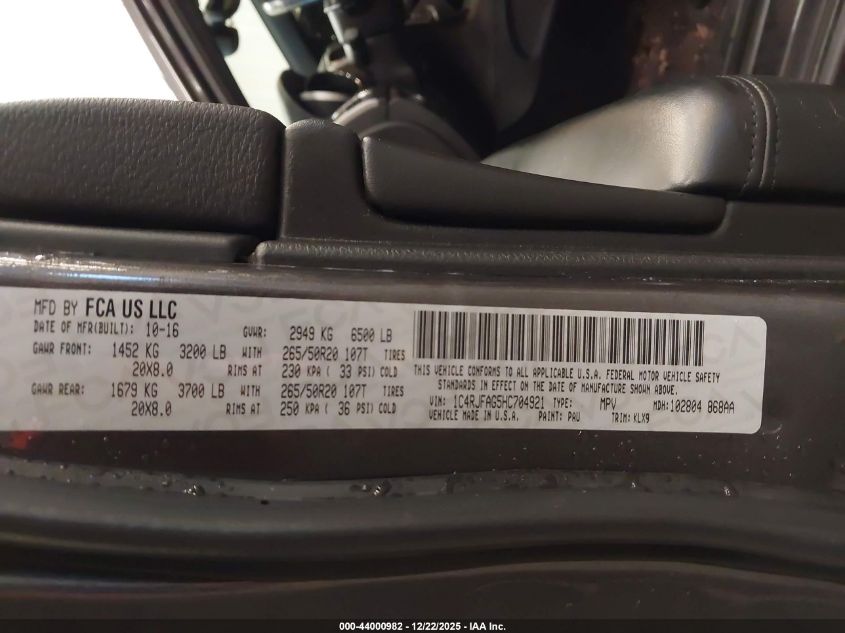 MFD BY FCA US LLC
DATE OF MFR(BUILT): 10-16 GVWR: 2949 KG 6500 LB
GAWR FRONT: 1452 KG 3200 LB WITH 265/50R20 107T TIRES
20X8.0 RIMS AT 230 KPA ( 33 PSI) COLD
GAWR REAR: 1679 KG 3700 LB WITH 265/50R20 107T TIRES
20X8.0 RIMS AT 250 KPA ( 36 PSI) COLD
THIS VEHICLE CONFORMS TO ALL APPLICABLE U.S.A. FEDERAL MOTOR VEHICLE SAFETY
STANDARDS IN EFFECT ON THE DATE OF MANUFACTURE SHOWN ABOVE.
VIN: 1C4RJFAG5HC704921 TYPE: MPV MDH: 102804 868AA
VEHICLE MADE IN U.S.A. PAINT: PAU TRIM: KLX9
000-44000982 - 12/22/2025 - IAA Inc.